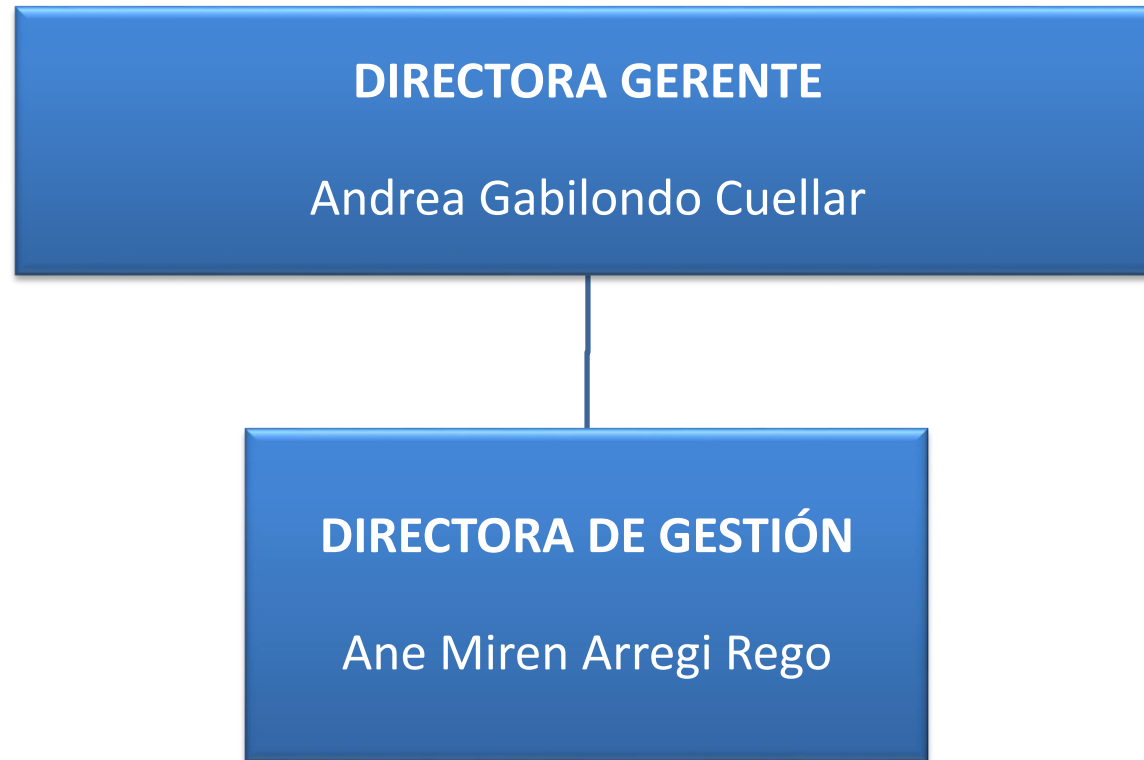 DIRECTORA GERENTE
Andrea Gabilondo Cuellar
DIRECTORA DE GESTIÓN
Ane Miren Arregi Rego